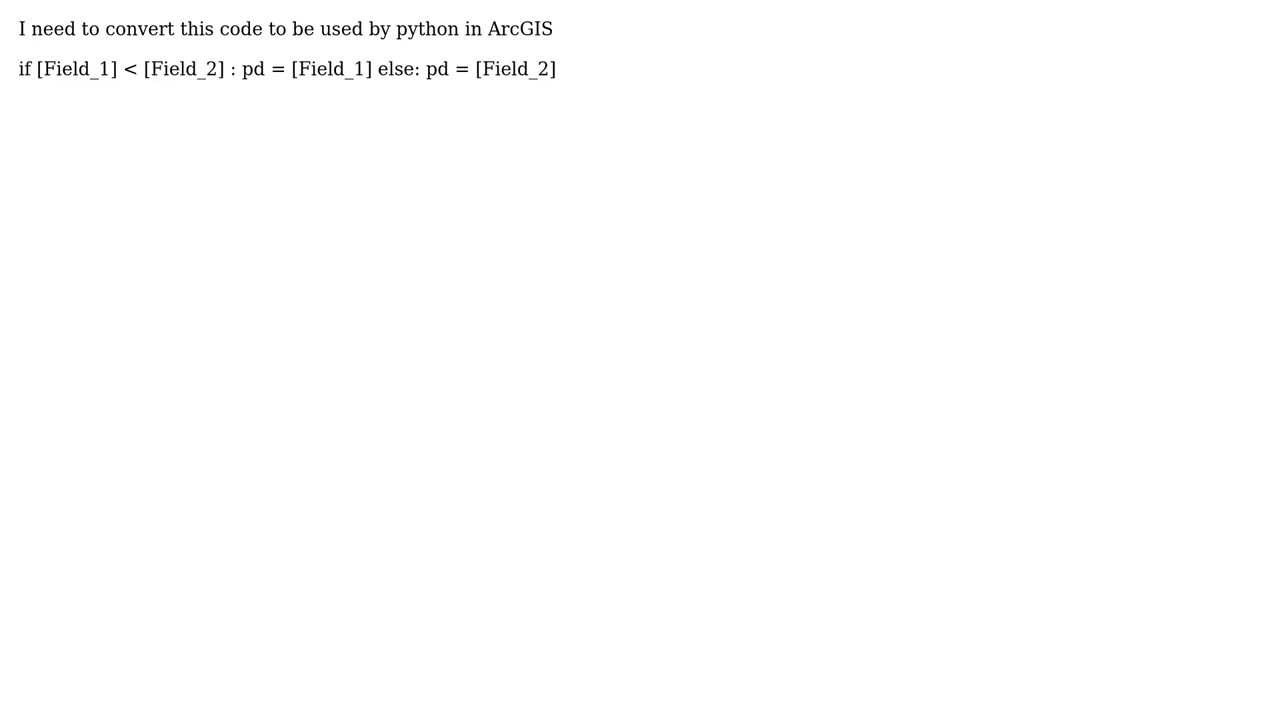 I need to convert this code to be used by python in ArcGIS
if [Field_1] < [Field_2] : pd = [Field_1] else: pd = [Field_2]